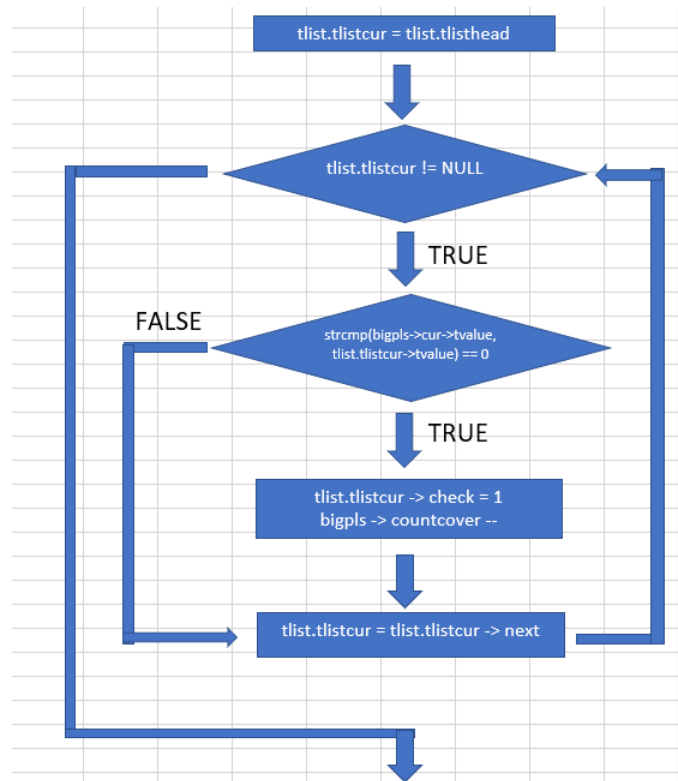 tlist.tlistcur = tlist.tlisthead
tlist.tlistcur != NULL
TRUE
FALSE
strcmp(bigpls->cur->tvalue,
tlist.tlistcur->tvalue) == 0
TRUE
tlist.tlistcur -> check = 1
bigpls -> countcover --
tlist.tlistcur = tlist.tlistcur -> next